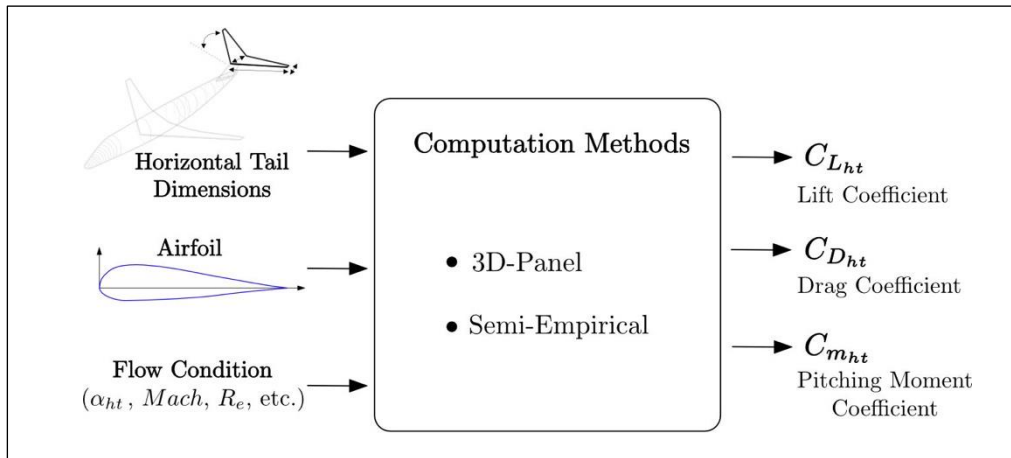 Horizontal Tail
Dimensions
Airfoil
Flow Condition
(α_ht, Mach, R_e, etc.)
Computation Methods
• 3D-Panel
• Semi-Empirical
C_L_ht
Lift Coefficient
C_D_ht
Drag Coefficient
C_m_ht
Pitching Moment
Coefficient